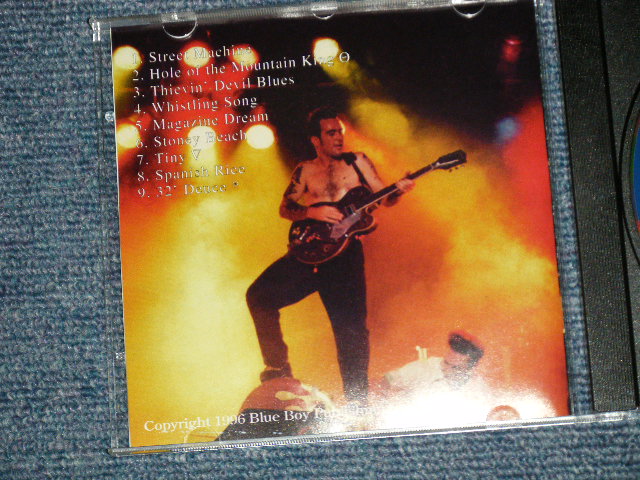 1. Street Machine
2. Hole of the Mountain King Θ
3. Thievin' Devil Blues
4. Whistling Song
5. Magazine Dream
6. Stoney Beach
7. Tiny ∇
8. Spanish Rice
9. 32' Deuce *
Copyright 1996 Blue Boy